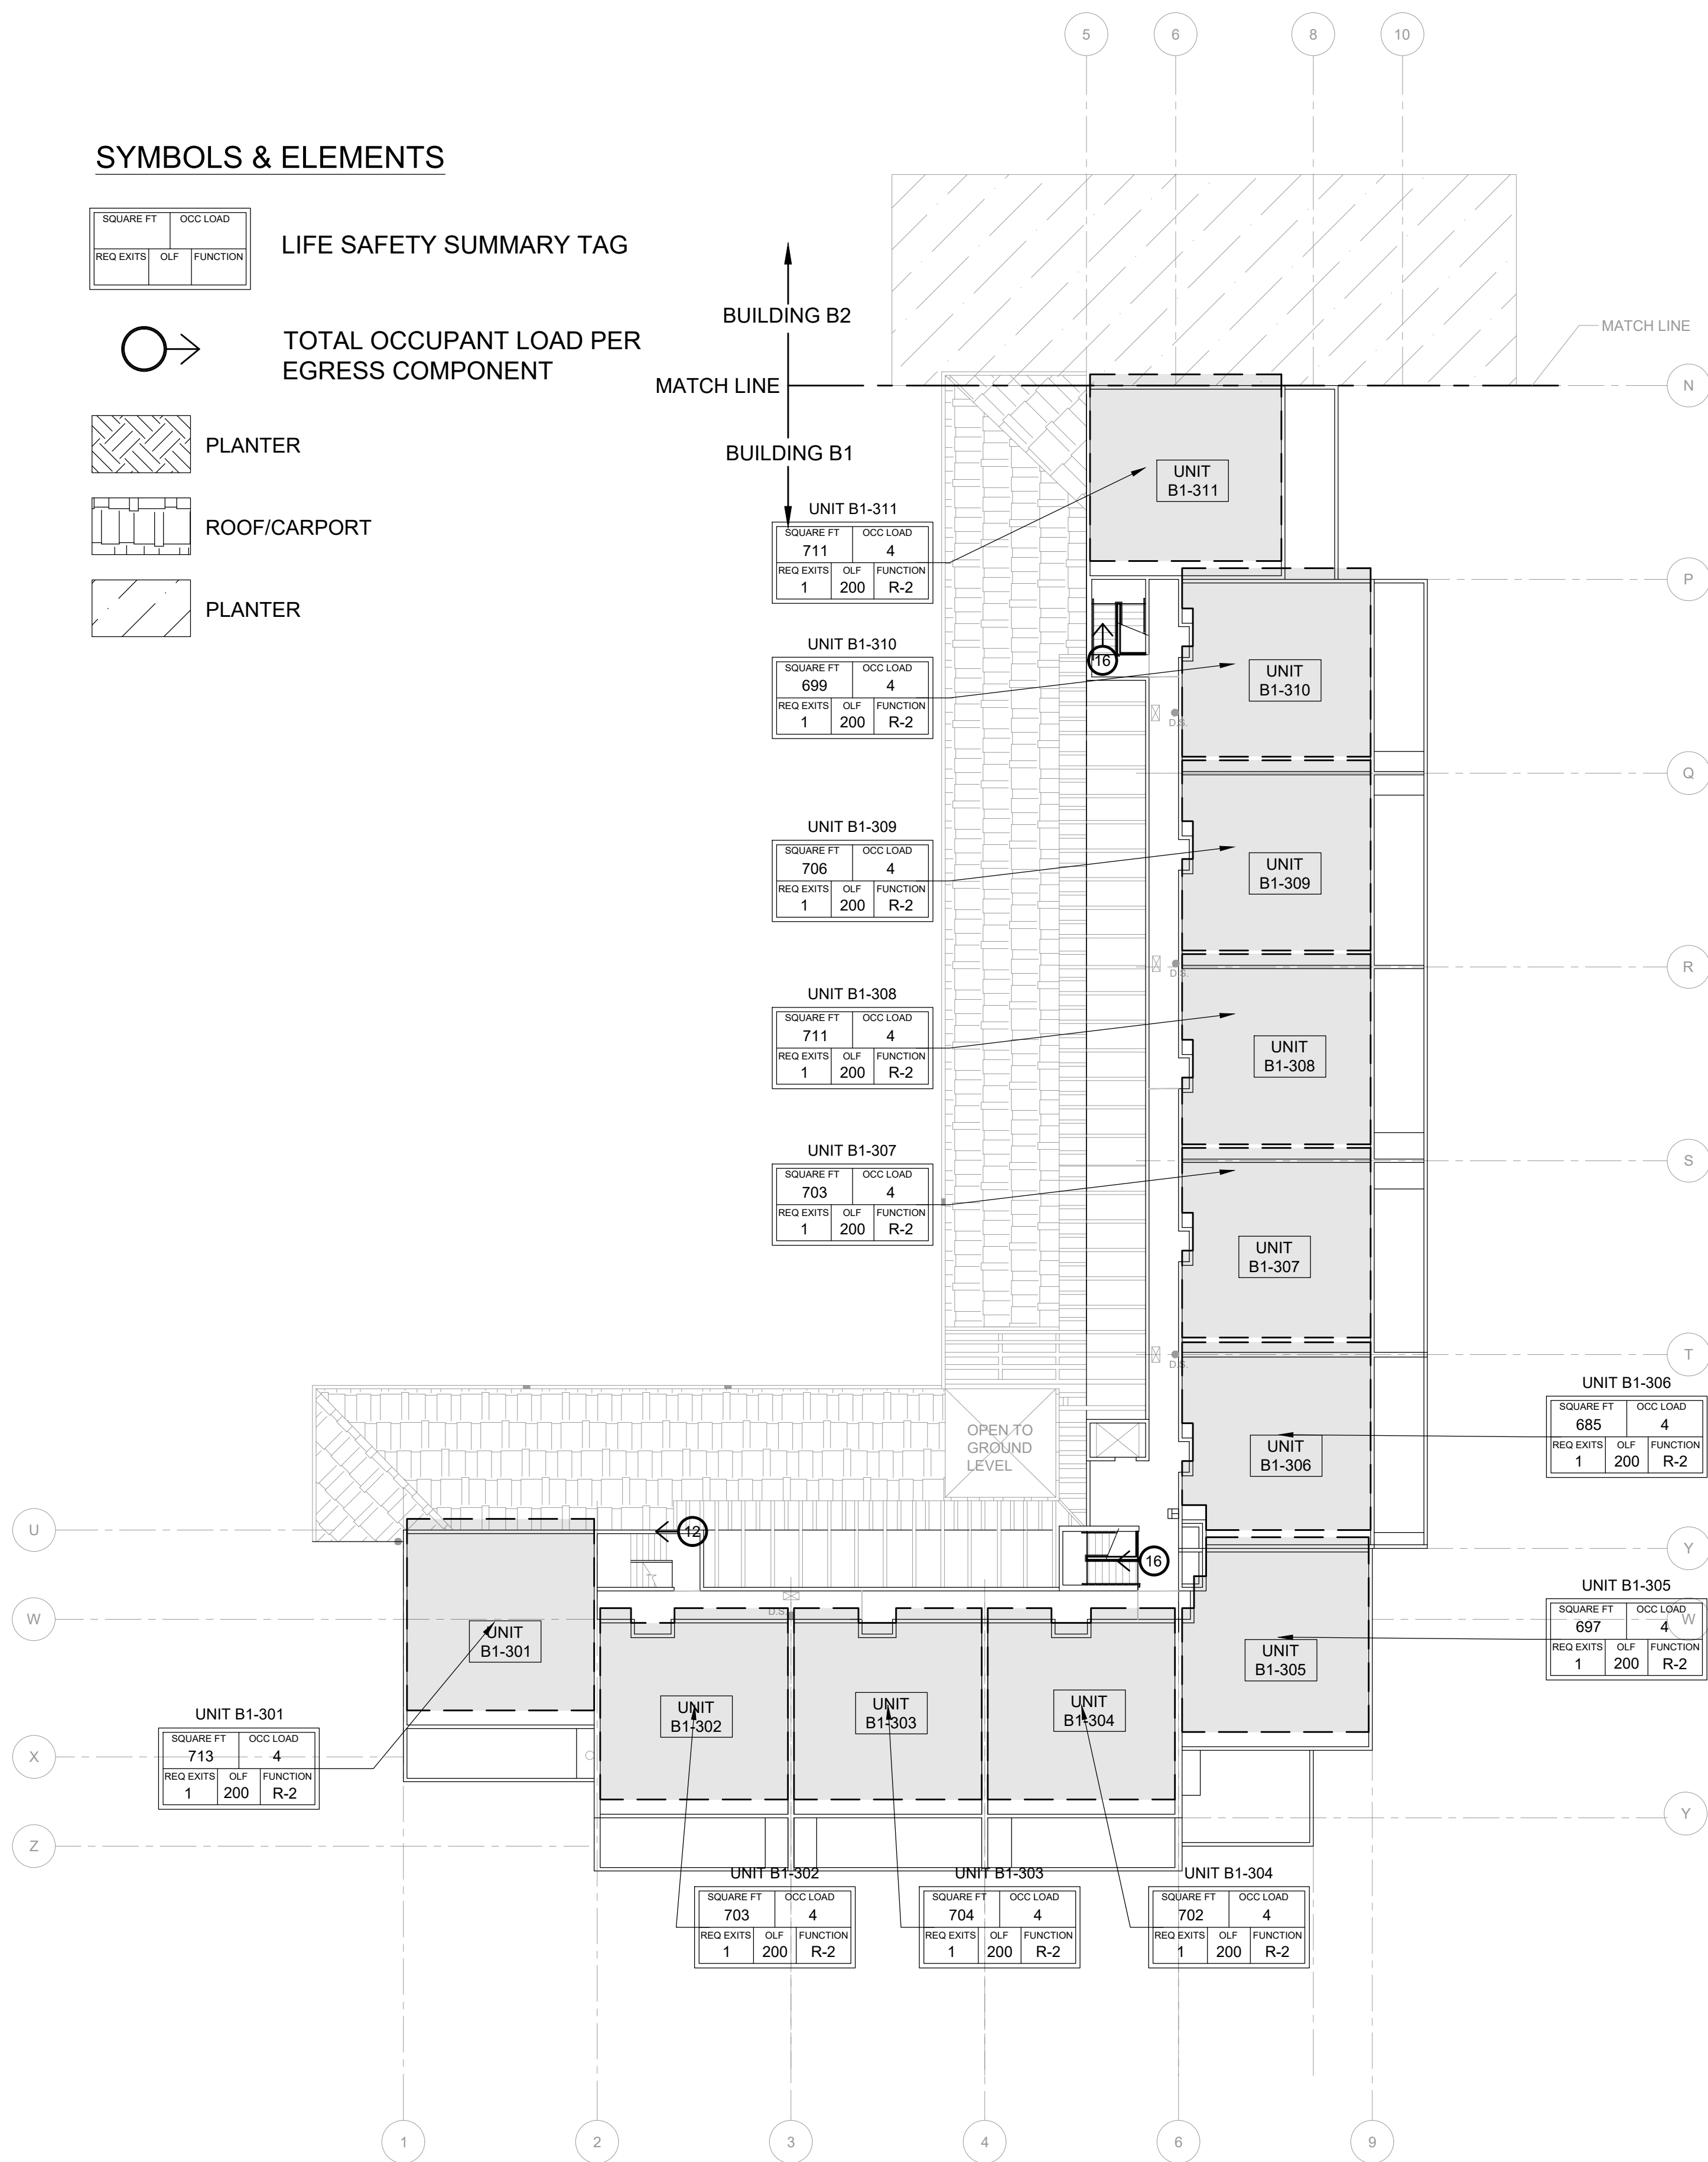 5
6
8
10
SYMBOLS & ELEMENTS
SQUARE FT OCC LOAD
REQ EXITS OLF FUNCTION
LIFE SAFETY SUMMARY TAG
TOTAL OCCUPANT LOAD PER
EGRESS COMPONENT
PLANTER
ROOF/CARPORT
PLANTER
BUILDING B2
MATCH LINE
BUILDING B1
MATCH LINE
N
P
Q
R
S
T
Y
W
Y
UNIT B1-311
SQUARE FT OCC LOAD
711 4
REQ EXITS OLF FUNCTION
1 200 R-2
UNIT
B1-311
UNIT B1-310
SQUARE FT OCC LOAD
699 4
REQ EXITS OLF FUNCTION
1 200 R-2
16
UNIT
B1-310
D.S.
UNIT B1-309
SQUARE FT OCC LOAD
706 4
REQ EXITS OLF FUNCTION
1 200 R-2
UNIT
B1-309
D.S.
UNIT B1-308
SQUARE FT OCC LOAD
711 4
REQ EXITS OLF FUNCTION
1 200 R-2
UNIT
B1-308
UNIT B1-307
SQUARE FT OCC LOAD
703 4
REQ EXITS OLF FUNCTION
1 200 R-2
UNIT
B1-307
D.S.
UNIT B1-306
SQUARE FT OCC LOAD
685 4
REQ EXITS OLF FUNCTION
1 200 R-2
OPEN TO
GROUND
LEVEL
UNIT
B1-306
U
12
16
W
D.S.
UNIT B1-305
SQUARE FT OCC LOAD
697 4
REQ EXITS OLF FUNCTION
1 200 R-2
UNIT
B1-301
UNIT
B1-305
UNIT
B1-302
UNIT
B1-303
UNIT
B1-304
UNIT B1-301
SQUARE FT OCC LOAD
713 4
REQ EXITS OLF FUNCTION
1 200 R-2
X
Z
UNIT B1-302
SQUARE FT OCC LOAD
703 4
REQ EXITS OLF FUNCTION
1 200 R-2
UNIT B1-303
SQUARE FT OCC LOAD
704 4
REQ EXITS OLF FUNCTION
1 200 R-2
UNIT B1-304
SQUARE FT OCC LOAD
702 4
REQ EXITS OLF FUNCTION
1 200 R-2
1
2
3
4
6
9